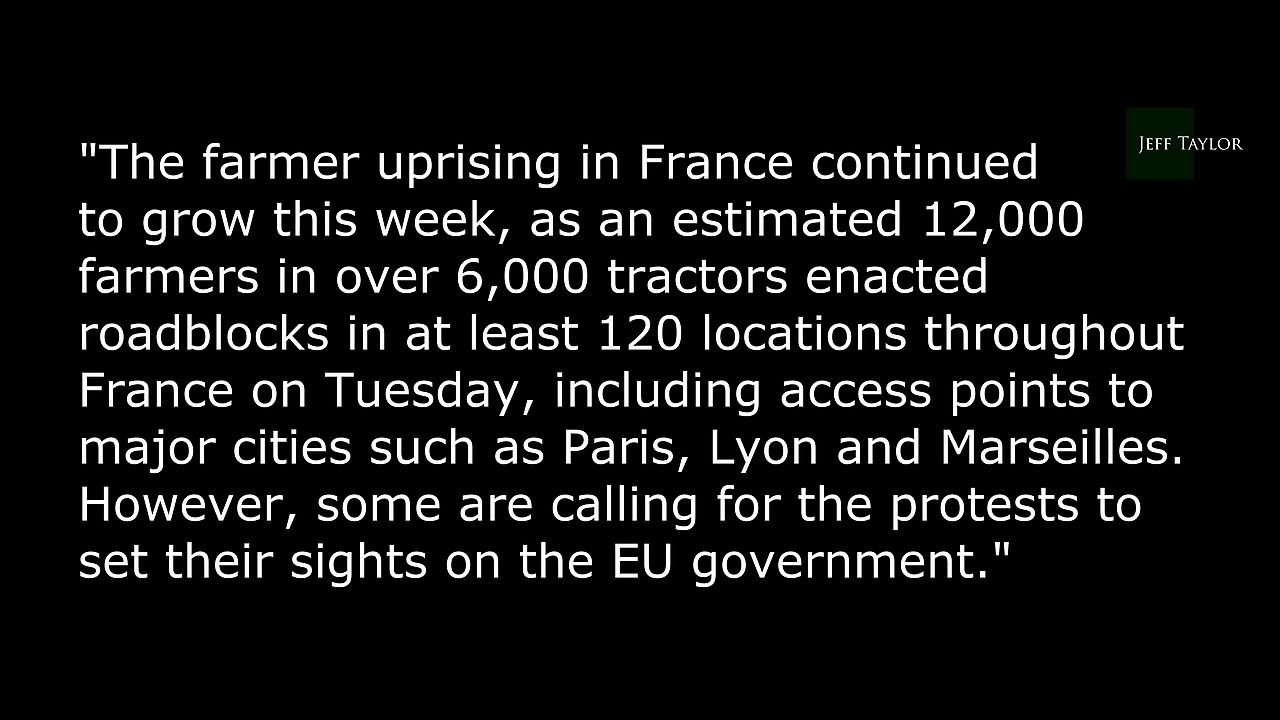 JEFF TAYLOR
"The farmer uprising in France continued
to grow this week, as an estimated 12,000
farmers in over 6,000 tractors enacted
roadblocks in at least 120 locations throughout
France on Tuesday, including access points to
major cities such as Paris, Lyon and Marseilles.
However, some are calling for the protests to
set their sights on the EU government."